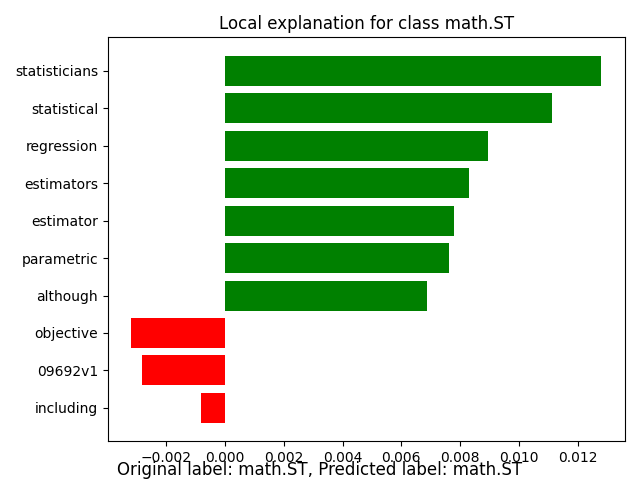 Local explanation for class math.ST
statisticians
statistical
regression
estimators
estimator
parametric
although
objective
09692v1
including
−0.002 0.000 0.002 0.004 0.006 0.008 0.010 0.012
Original label: math.ST, Predicted label: math.ST